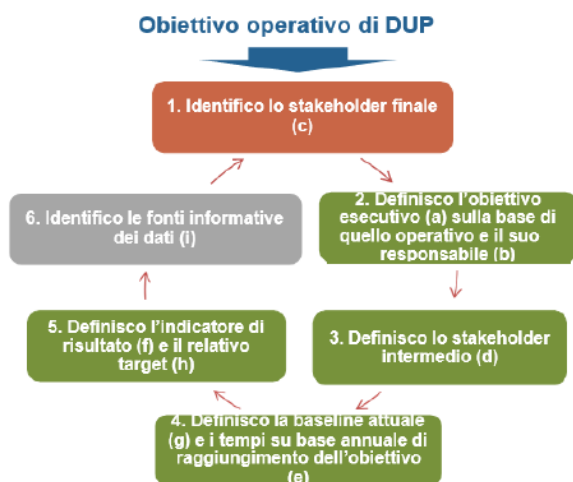 Obiettivo operativo di DUP
1. Identifico lo stakeholder finale
(c)
2. Definisco l'obiettivo
esecutivo (a) sulla base di
quello operativo e il suo
responsabile (b)
3. Definisco lo stakeholder
intermedio (d)
4. Definisco la baseline attuale
(g) e i tempi su base annuale di
raggiungimento dell'obiettivo
(e)
5. Definisco l'indicatore di
risultato (f) e il relativo
target (h)
6. Identifico le fonti informative
dei dati (i)